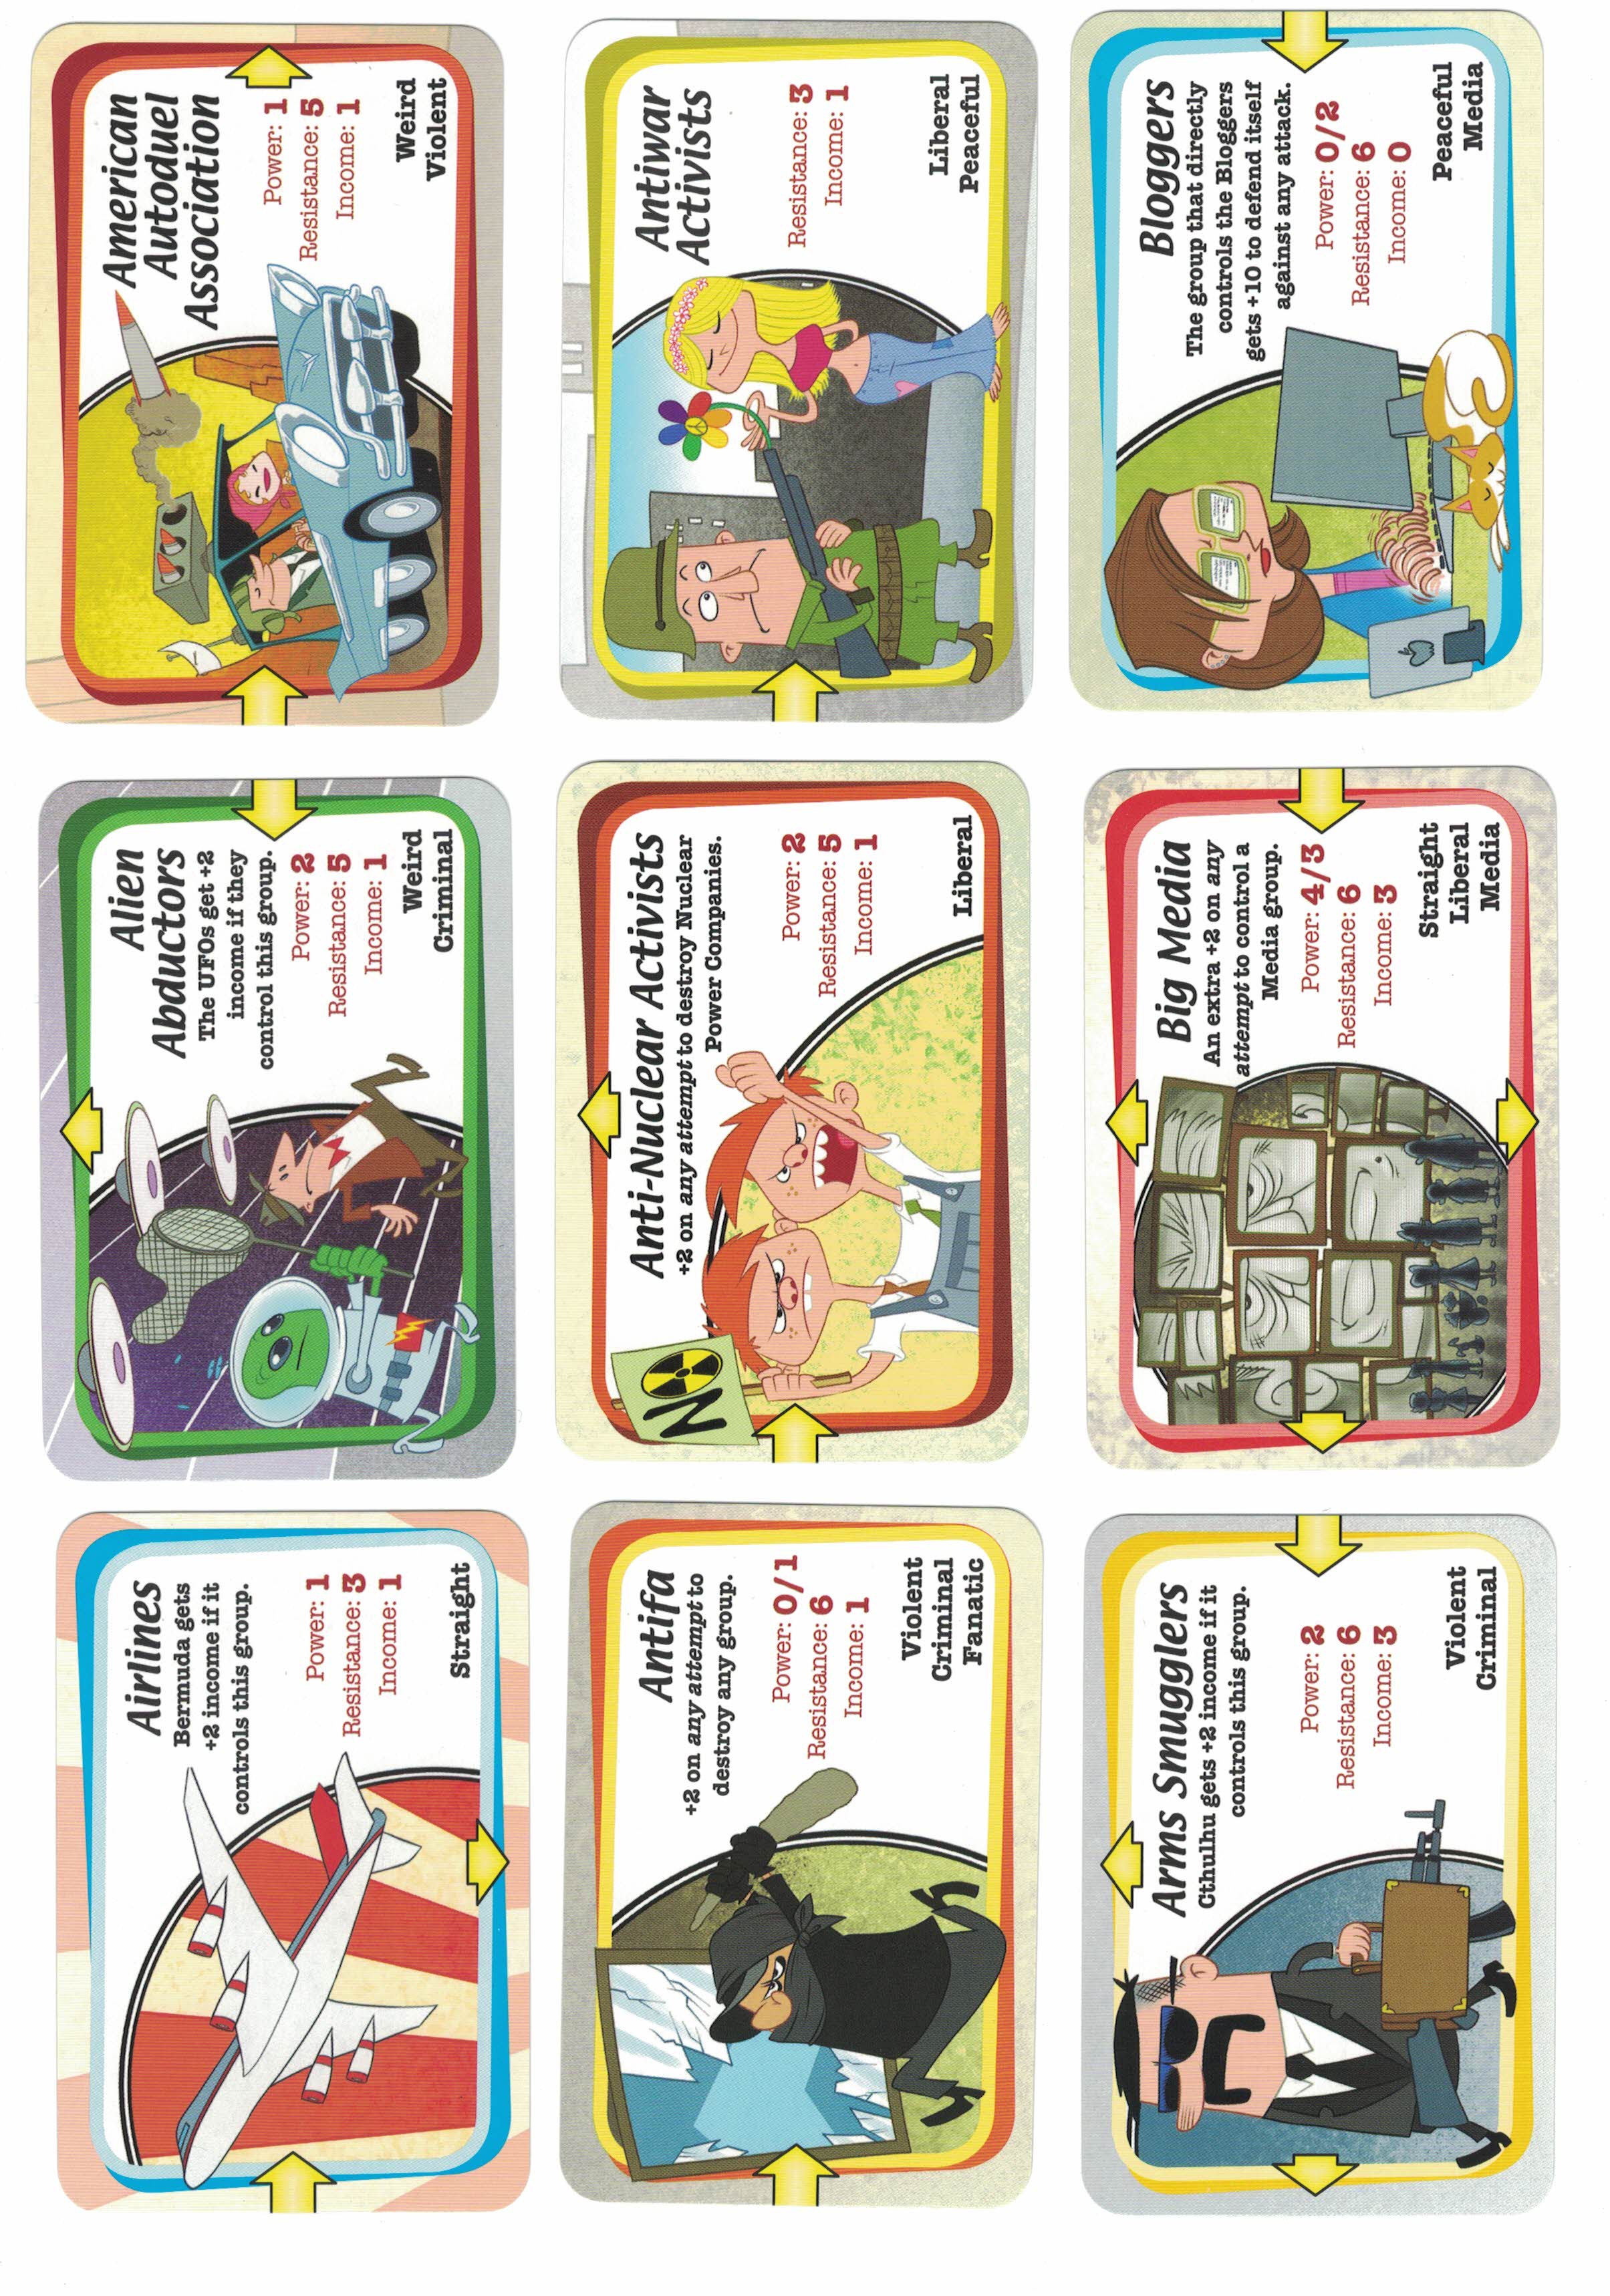 Airlines
Bermuda gets
+2 income if it
controls this group.
Power: 1
Resistance: 3
Income: 1
Straight
Alien
Abductors
The UFOs get +2
income if they
control this group.
Power: 2
Resistance: 5
Income: 1
Weird
Criminal
American
Autoduel
Association
Power: 1
Resistance: 5
Income: 1
Weird
Violent
Antifa
+2 on any attempt to
destroy any group.
Power: 0/1
Resistance: 6
Income: 1
Violent
Criminal
Fanatic
NO
Anti-Nuclear Activists
+2 on any attempt to destroy Nuclear
Power Companies.
Power: 2
Resistance: 5
Income: 1
Liberal
Antiwar
Activists
Resistance: 3
Income: 1
Liberal
Peaceful
Arms Smugglers
Cthulhu gets +2 income if it
controls this group.
Power: 2
Resistance: 6
Income: 3
Violent
Criminal
Big Media
An extra +2 on any
attempt to control a
Media group.
Power: 4/3
Resistance: 6
Income: 3
Straight
Liberal
Media
Bloggers
The group that directly
controls the Bloggers
gets +10 to defend itself
against any attack.
Power: 0/2
Resistance: 6
Income: 0
Peaceful
Media